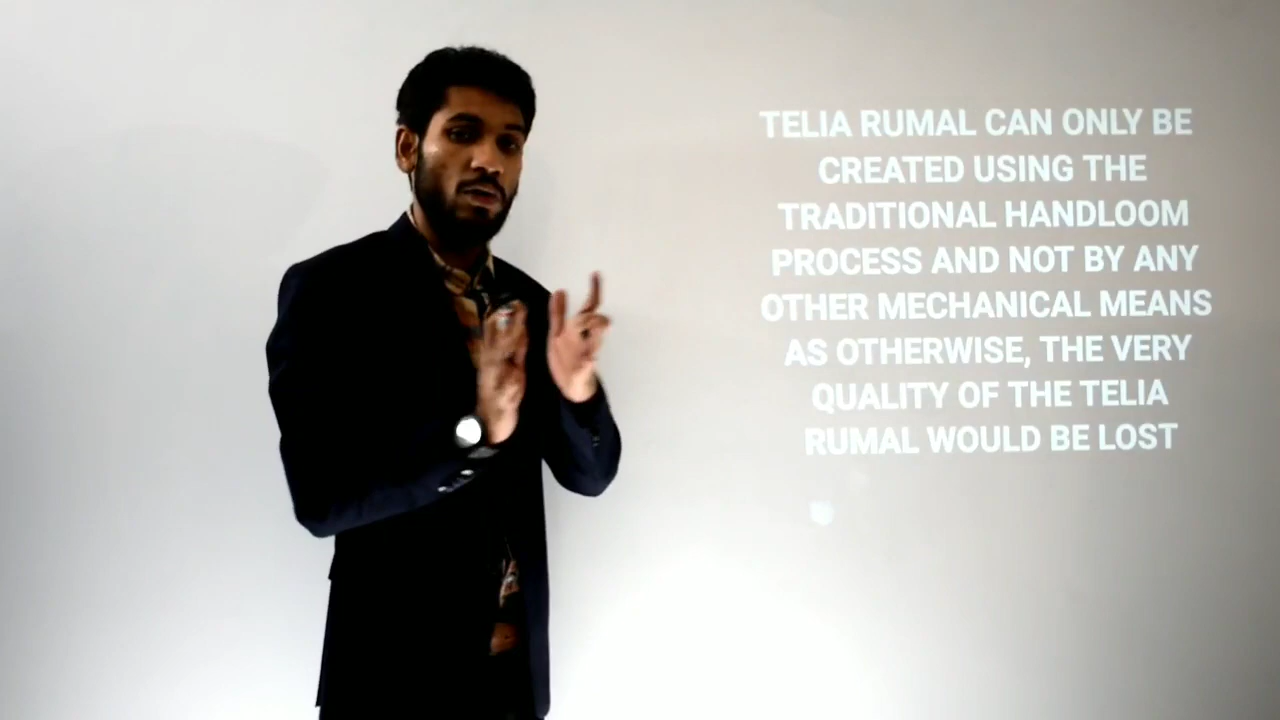 TELIA RUMAL CAN ONLY BE
CREATED USING THE
TRADITIONAL HANDLOOM
PROCESS AND NOT BY ANY
OTHER MECHANICAL MEANS
AS OTHERWISE, THE VERY
QUALITY OF THE TELIA
RUMAL WOULD BE LOST